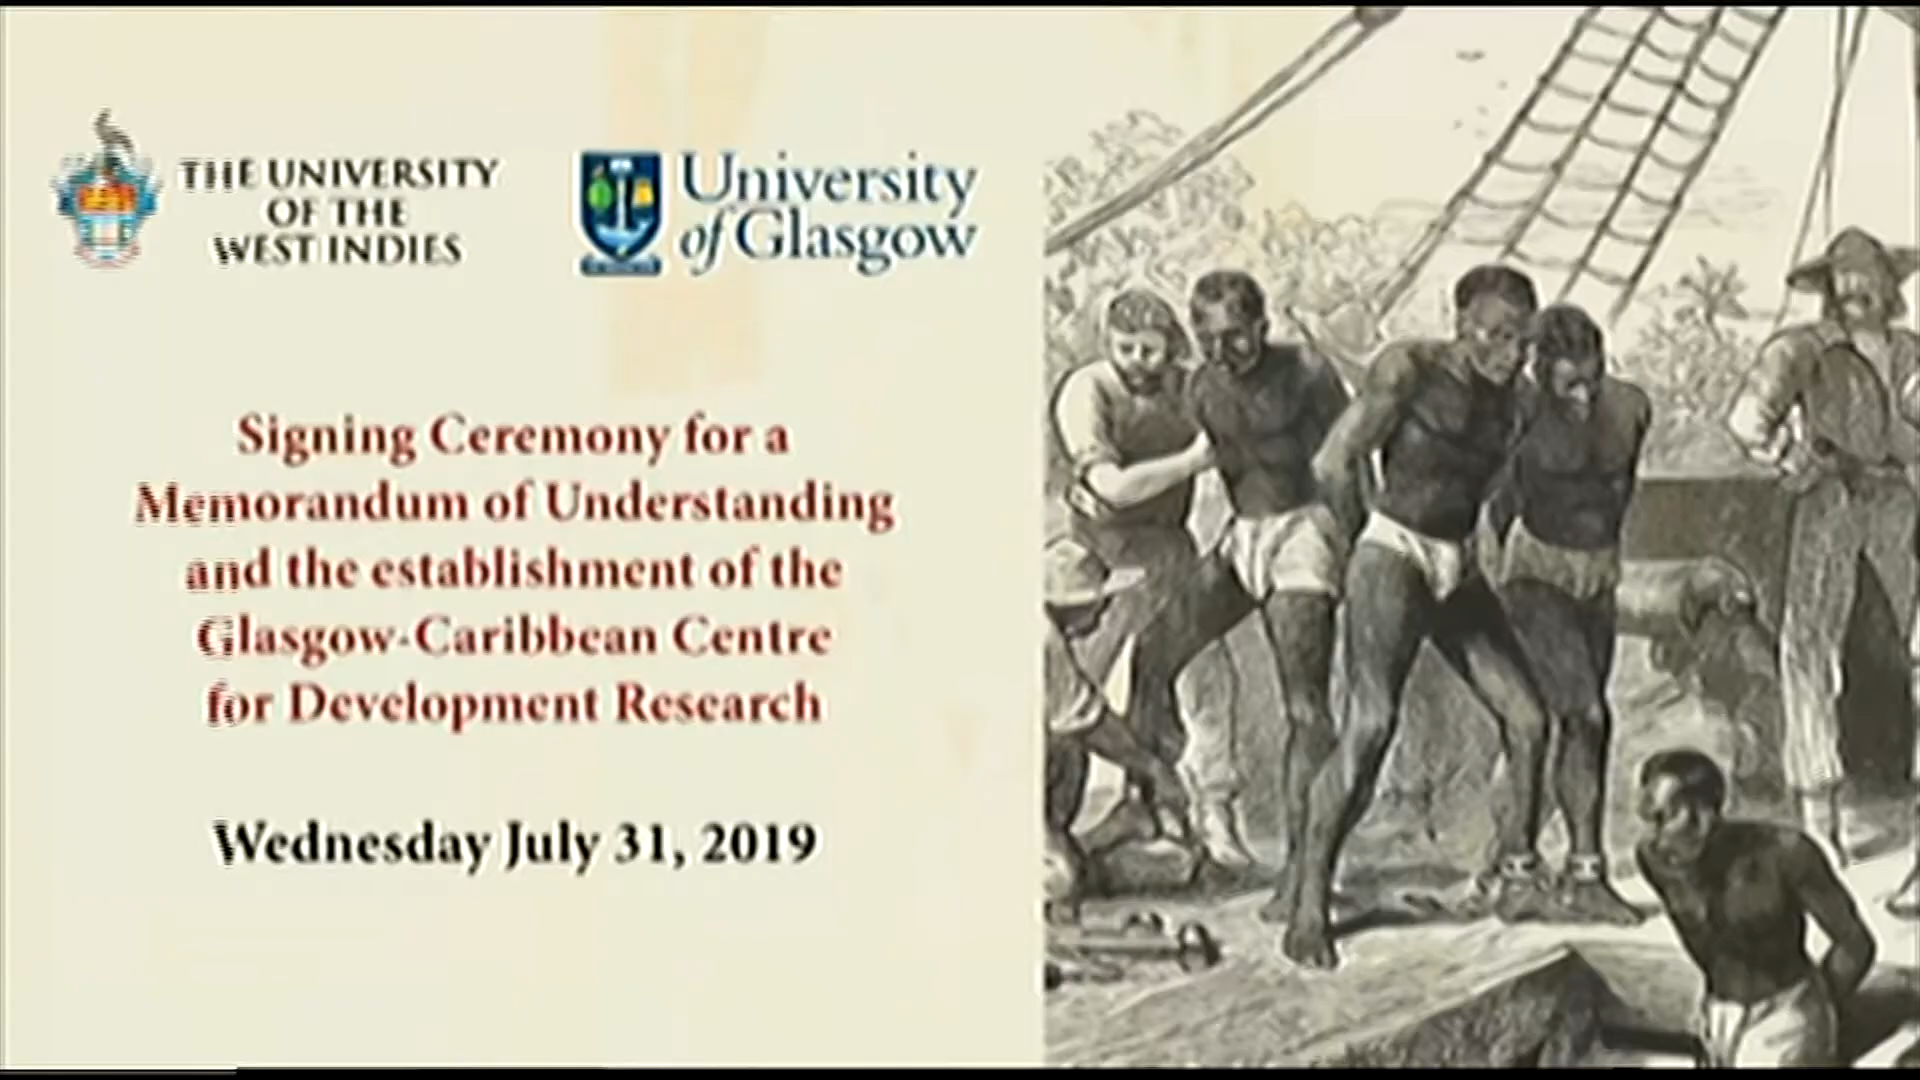 THE UNIVERSITY
OF THE
WEST INDIES
University
of Glasgow
Signing Ceremony for a
Memorandum of Understanding
and the establishment of the
Glasgow-Caribbean Centre
for Development Research
Wednesday July 31, 2019